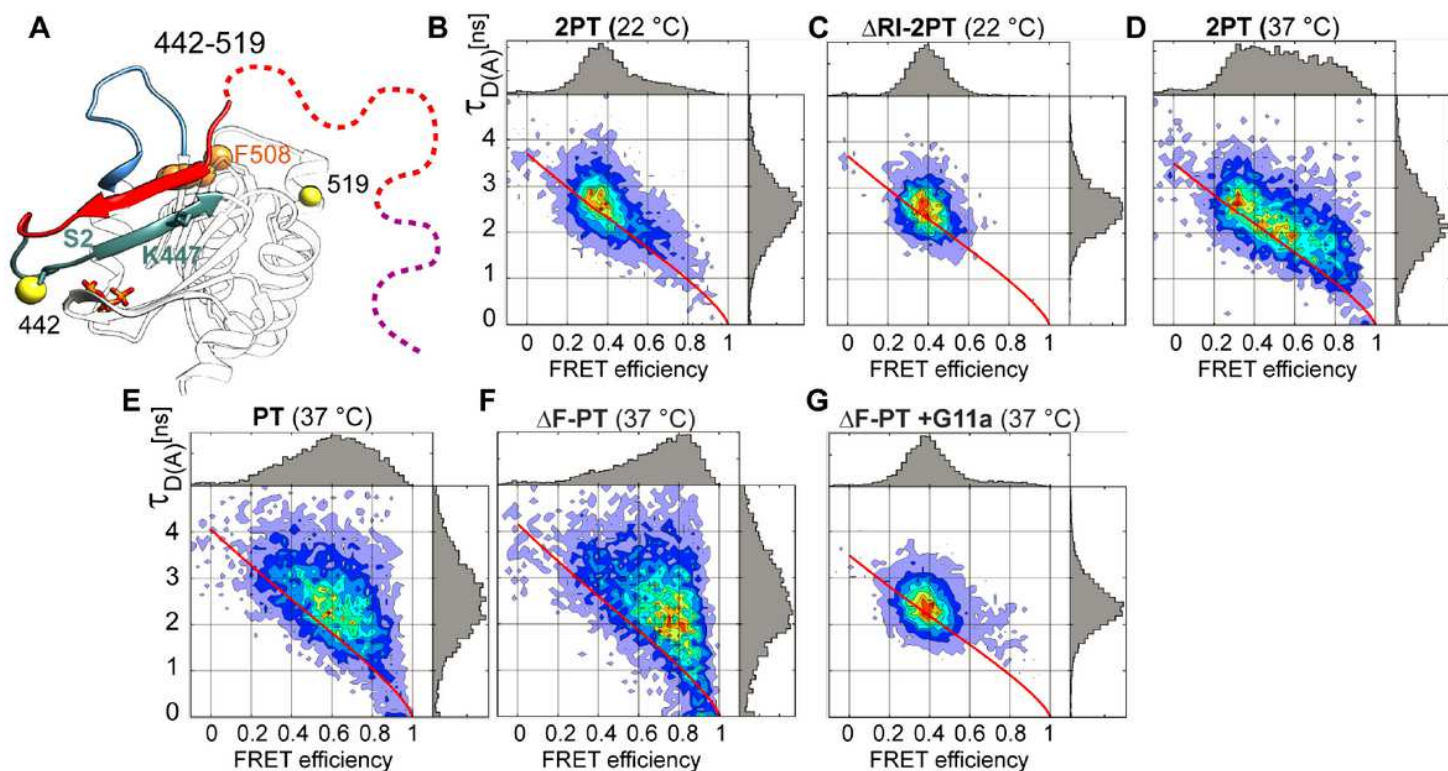 A
442-519
F508
519
S2
K447
442
B
2PT (22 °C)
τD(A)[ns]
4
3
2
1
0
0 0.2 0.4 0.6 0.8 1
FRET efficiency
C
ΔRI-2PT (22 °C)
0 0.2 0.4 0.6 0.8 1
FRET efficiency
D
2PT (37 °C)
0 0.2 0.4 0.6 0.8 1
FRET efficiency
E
PT (37 °C)
τD(A)[ns]
4
3
2
1
0
0 0.2 0.4 0.6 0.8 1
FRET efficiency
F
ΔF-PT (37 °C)
0 0.2 0.4 0.6 0.8 1
FRET efficiency
G
ΔF-PT +G11a (37 °C)
0 0.2 0.4 0.6 0.8 1
FRET efficiency